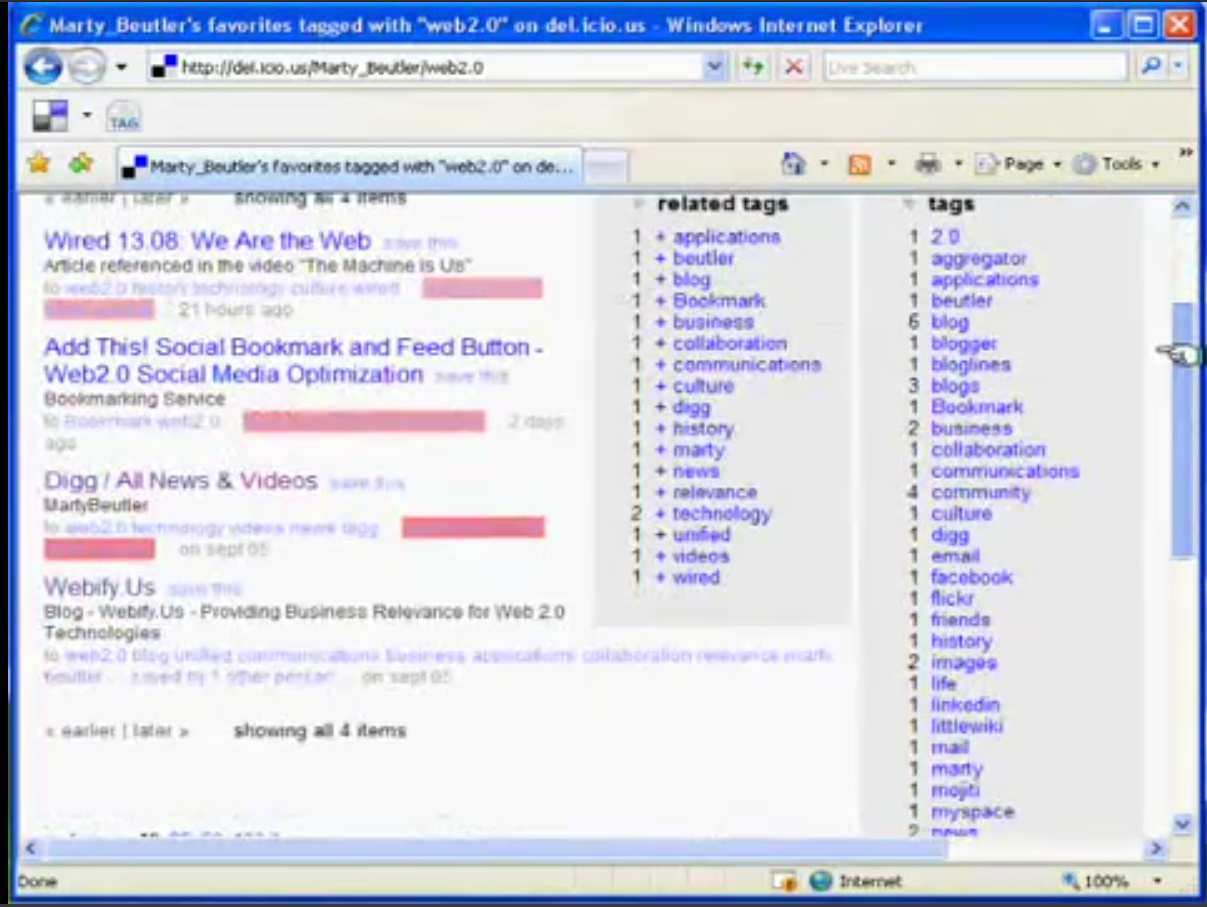 Marty_Beutler's favorites tagged with "web2.0" on del.icio.us - Windows Internet Explorer
http://del.icio.us/Marty_Beutler/web2.0
Live Search
TAG
Marty_Beutler's favorites tagged with "web2.0" on de...
Page
Tools
« earlier | later » showing all 4 items
Wired 13.08: We Are the Web save this
Article referenced in the video "The Machine is Us"
to web2.0 history technology culture wired
21 hours ago
Add This! Social Bookmark and Feed Button -
Web2.0 Social Media Optimization save this
Bookmarking Service
to Bookmark web2.0 2 days
ago
Digg / All News & Videos save this
MartyBeutler
to web2.0 technology videos news digg
on sept 05
Webify.Us save this
Blog - Webify.Us - Providing Business Relevance for Web 2.0
Technologies
to web2.0 blog unified communications business applications collaboration relevance marty
beutler ... saved by 1 other person ... on sept 05
« earlier | later » showing all 4 items
related tags
1 + applications
1 + beutler
1 + blog
1 + Bookmark
1 + business
1 + collaboration
1 + communications
1 + culture
1 + digg
1 + history
1 + marty
1 + news
1 + relevance
2 + technology
1 + unified
1 + videos
1 + wired
tags
1 2.0
1 aggregator
1 applications
1 beutler
6 blog
1 blogger
1 bloglines
3 blogs
1 Bookmark
2 business
1 collaboration
1 communications
4 community
1 culture
1 digg
1 email
1 facebook
1 flickr
1 friends
1 history
2 images
1 life
1 linkedin
1 littlewiki
1 mail
1 marty
1 mojiti
1 myspace
2 news
Done
Internet
100%